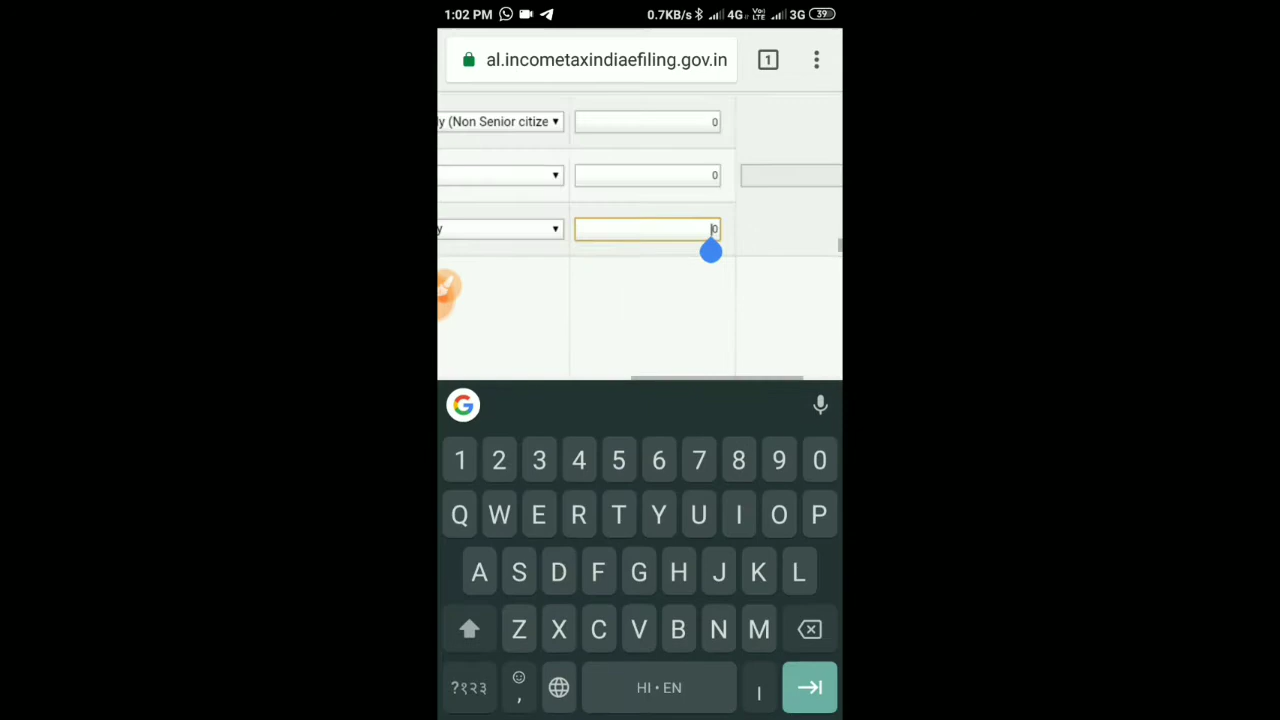 1:02 PM 0.7KB/s 4G VoLTE 3G 39
al.incometaxindiaefiling.gov.in 1
y (Non Senior citize 0
0
y 0
1 2 3 4 5 6 7 8 9 0
Q W E R T Y U I O P
A S D F G H J K L
Z X C V B N M
?१२३ , HI • EN ।